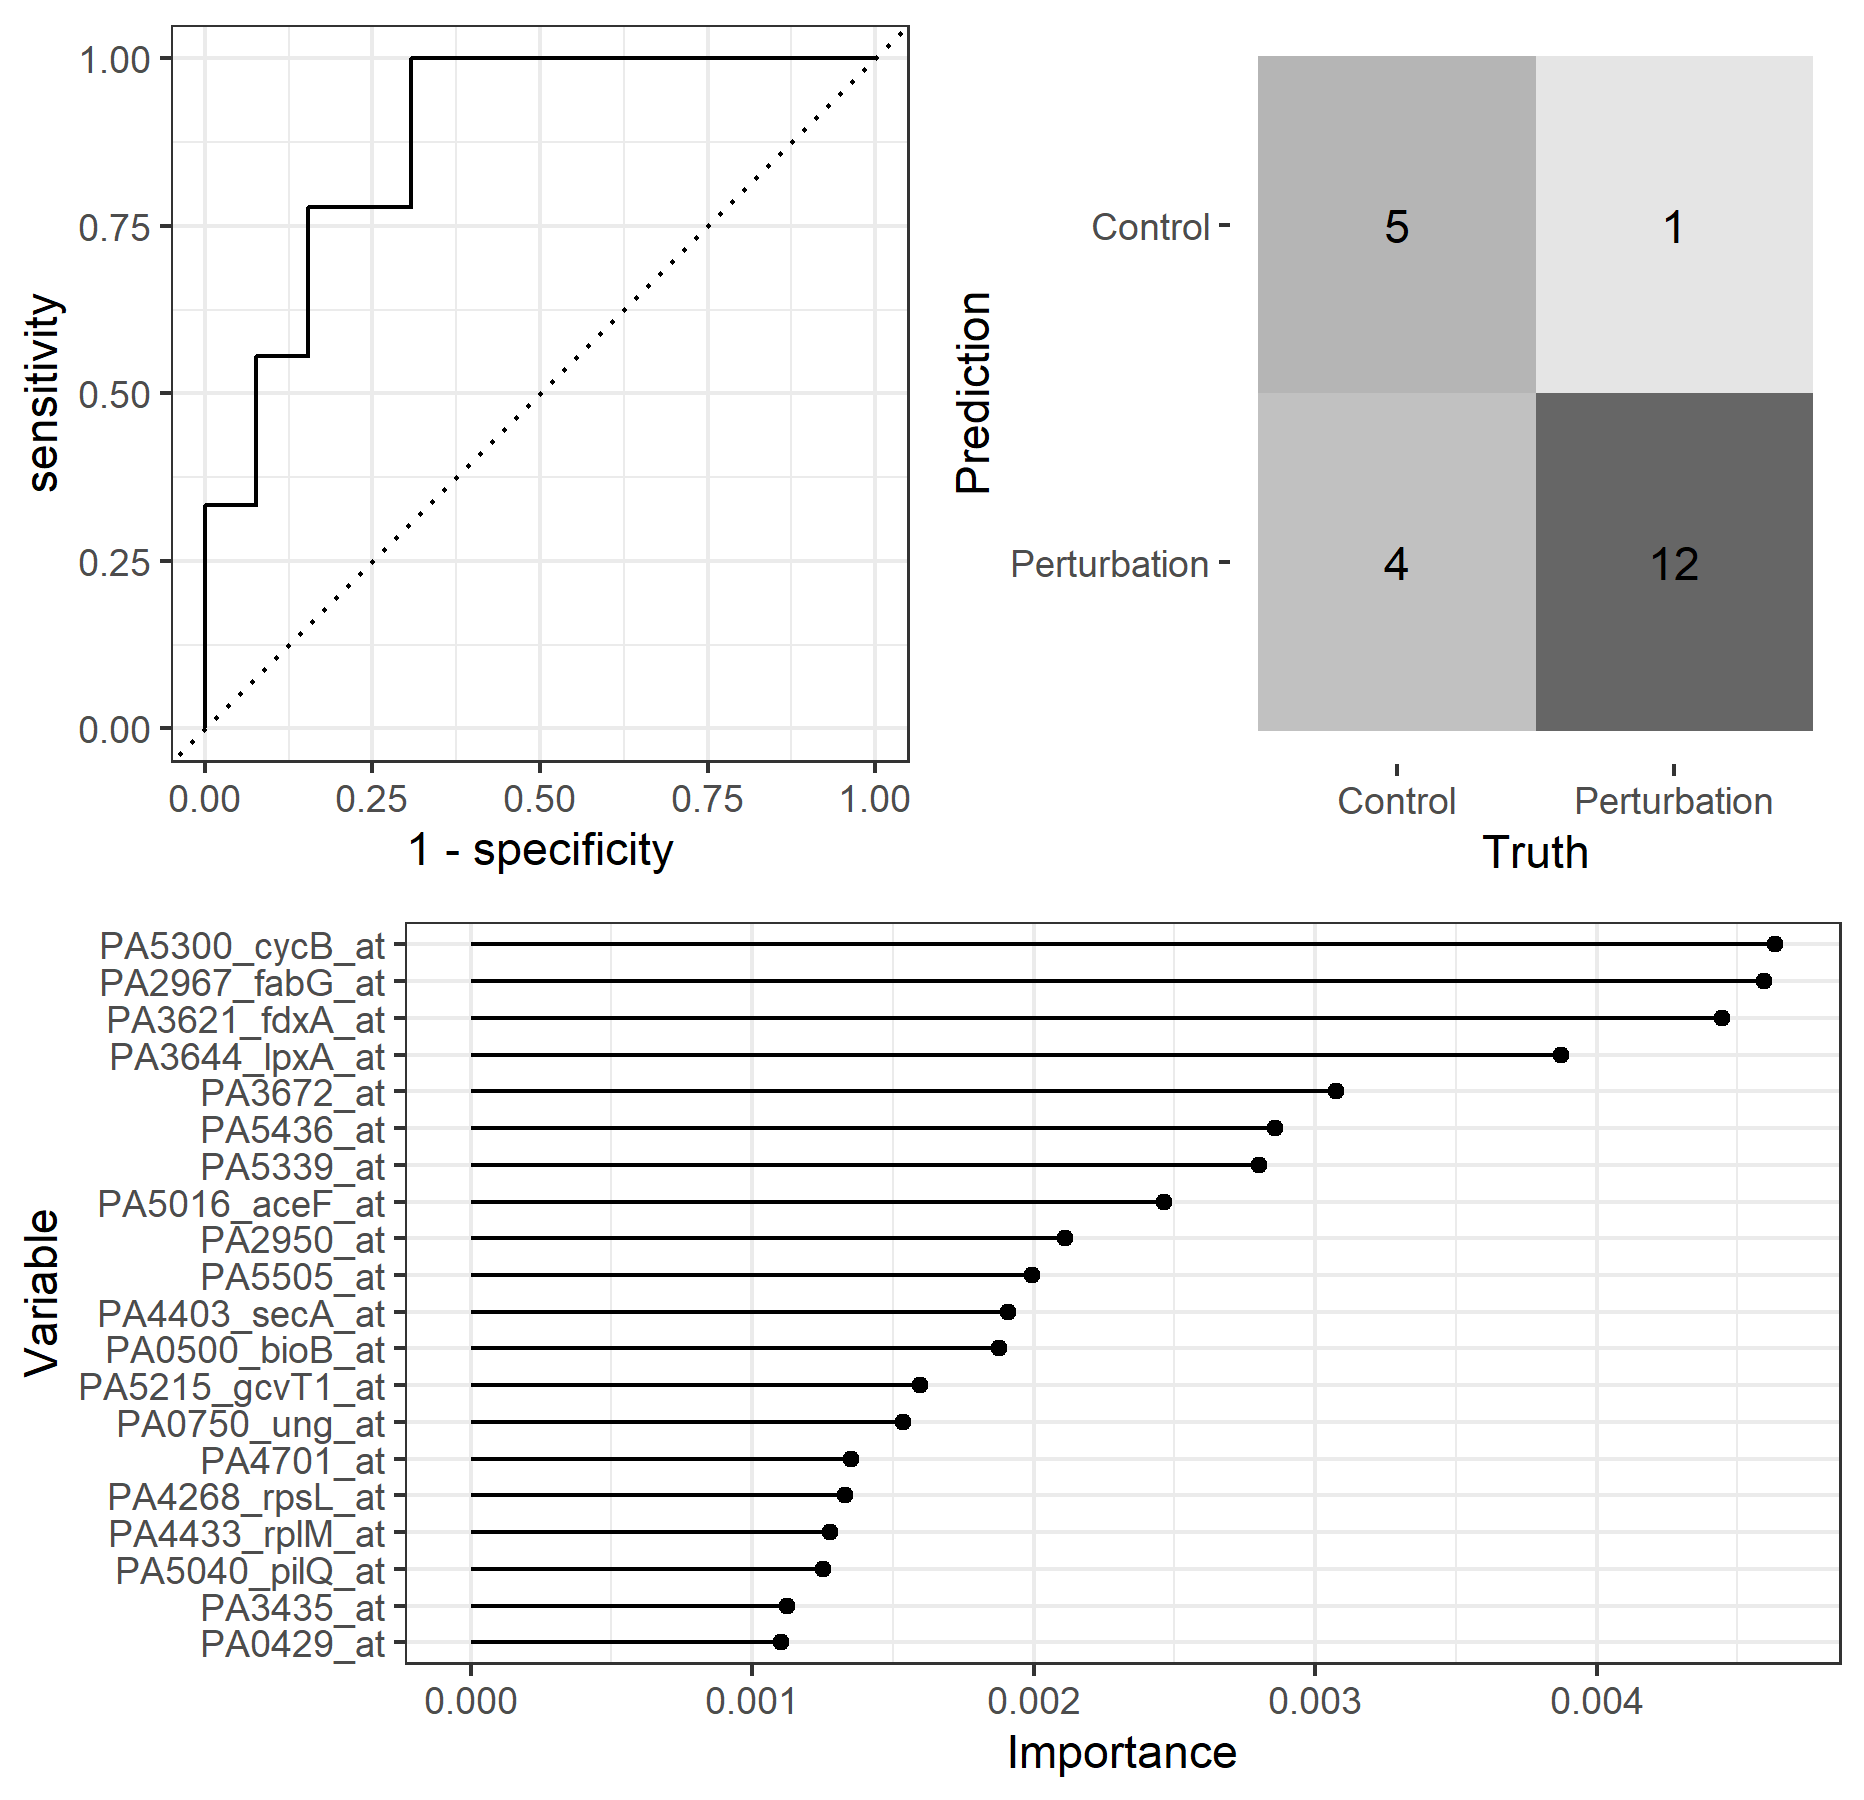 1.00
0.75
0.50
0.25
0.00
sensitivity
0.00 0.25 0.50 0.75 1.00
1 - specificity
Prediction
Control
Perturbation
5 1
4 12
Control Perturbation
Truth
Variable
PA5300_cycB_at
PA2967_fabG_at
PA3621_fdxA_at
PA3644_lpxA_at
PA3672_at
PA5436_at
PA5339_at
PA5016_aceF_at
PA2950_at
PA5505_at
PA4403_secA_at
PA0500_bioB_at
PA5215_gcvT1_at
PA0750_ung_at
PA4701_at
PA4268_rpsL_at
PA4433_rplM_at
PA5040_pilQ_at
PA3435_at
PA0429_at
0.000 0.001 0.002 0.003 0.004
Importance